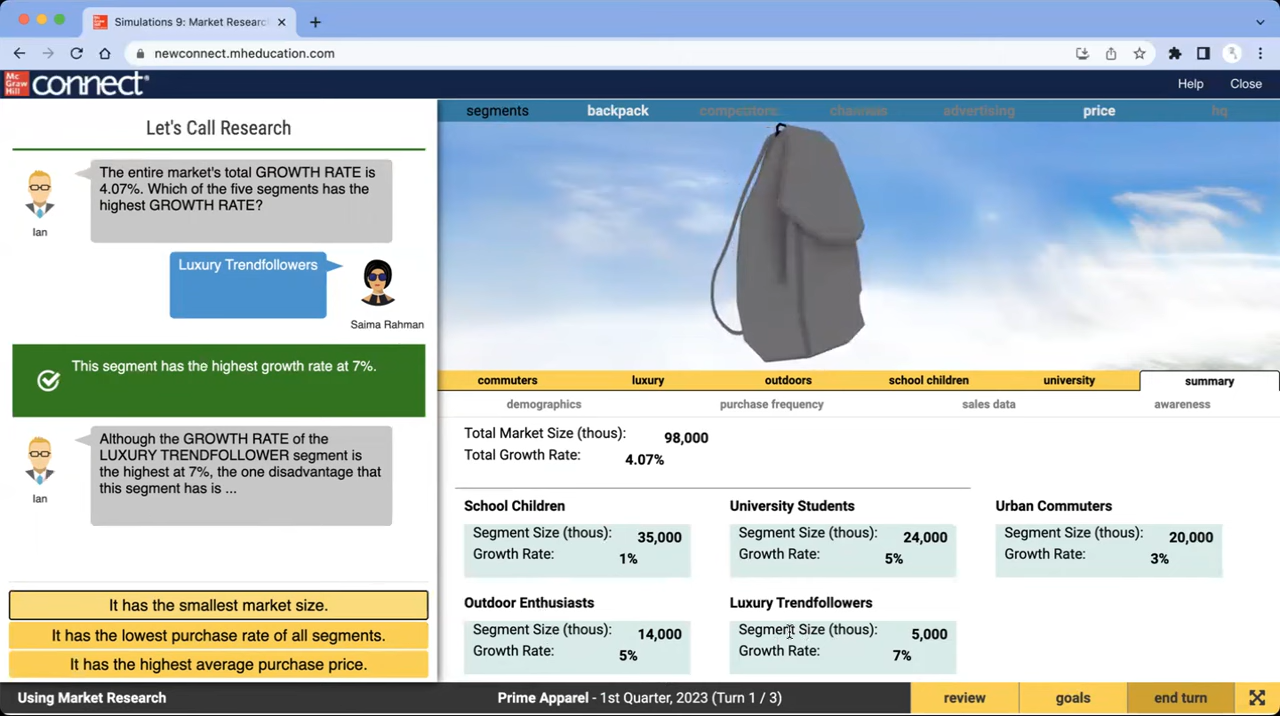 Simulations 9: Market Researc
newconnect.mheducation.com
Mc
Graw
Hill
connect
Help
Close
Let's Call Research
The entire market's total GROWTH RATE is
4.07%. Which of the five segments has the
highest GROWTH RATE?
Ian
Luxury Trendfollowers
Saima Rahman
This segment has the highest growth rate at 7%.
Although the GROWTH RATE of the
LUXURY TRENDFOLLOWER segment is
the highest at 7%, the one disadvantage that
this segment has is ...
Ian
It has the smallest market size.
It has the lowest purchase rate of all segments.
It has the highest average purchase price.
segments backpack competitors channels advertising price hq
commuters luxury outdoors school children university summary
demographics purchase frequency sales data awareness
Total Market Size (thous): 98,000
Total Growth Rate: 4.07%
School Children
Segment Size (thous): 35,000
Growth Rate: 1%
University Students
Segment Size (thous): 24,000
Growth Rate: 5%
Urban Commuters
Segment Size (thous): 20,000
Growth Rate: 3%
Outdoor Enthusiasts
Segment Size (thous): 14,000
Growth Rate: 5%
Luxury Trendfollowers
Segment Size (thous): 5,000
Growth Rate: 7%
Using Market Research
Prime Apparel - 1st Quarter, 2023 (Turn 1 / 3)
review
goals
end turn